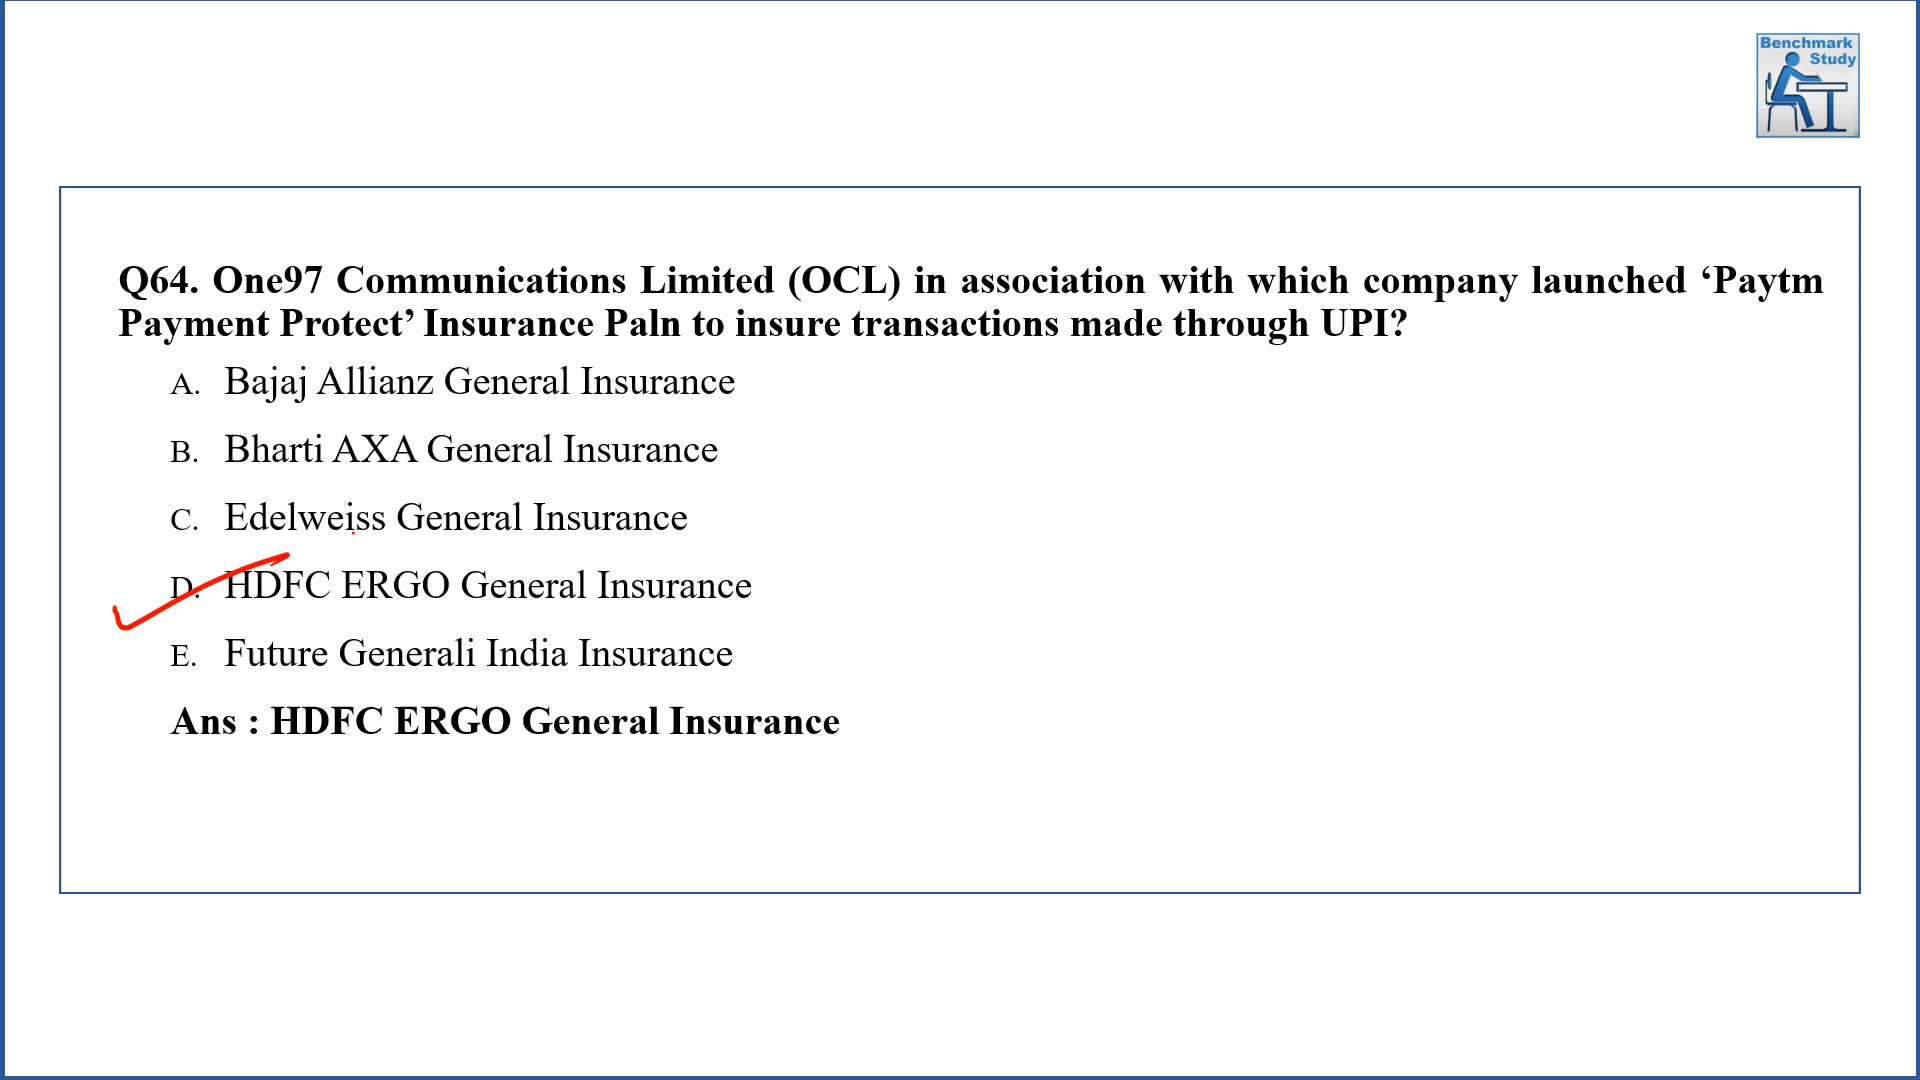 Benchmark
Study
Q64. One97 Communications Limited (OCL) in association with which company launched ‘Paytm
Payment Protect’ Insurance Paln to insure transactions made through UPI?
A. Bajaj Allianz General Insurance
B. Bharti AXA General Insurance
C. Edelweiss General Insurance
D. HDFC ERGO General Insurance
E. Future Generali India Insurance
Ans : HDFC ERGO General Insurance